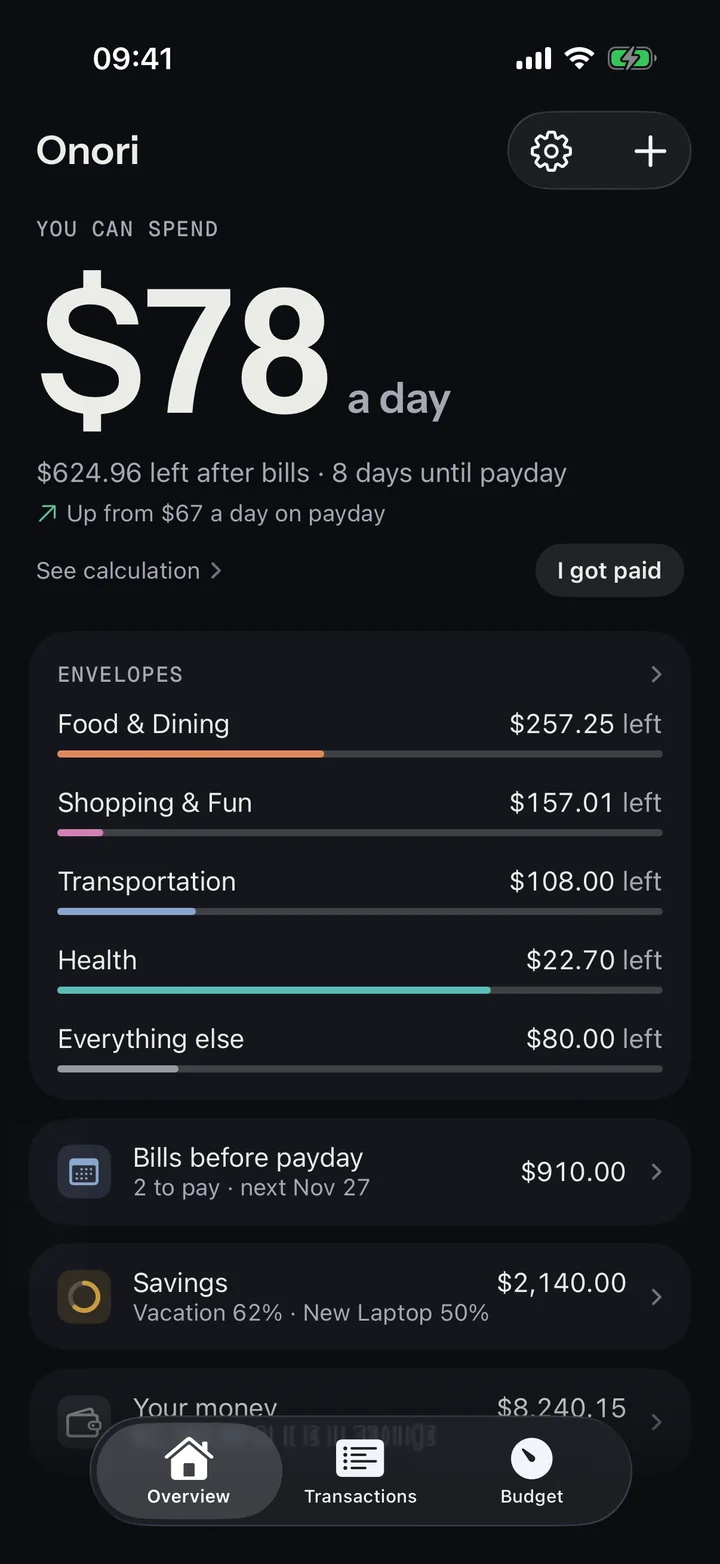 09:41
Onori
YOU CAN SPEND
$78 a day
$624.96 left after bills · 8 days until payday
Up from $67 a day on payday
See calculation
I got paid
ENVELOPES
Food & Dining $257.25 left
Shopping & Fun $157.01 left
Transportation $108.00 left
Health $22.70 left
Everything else $80.00 left
Bills before payday $910.00
2 to pay · next Nov 27
Savings $2,140.00
Vacation 62% · New Laptop 50%
Your money $8,240.15
Overview Transactions Budget